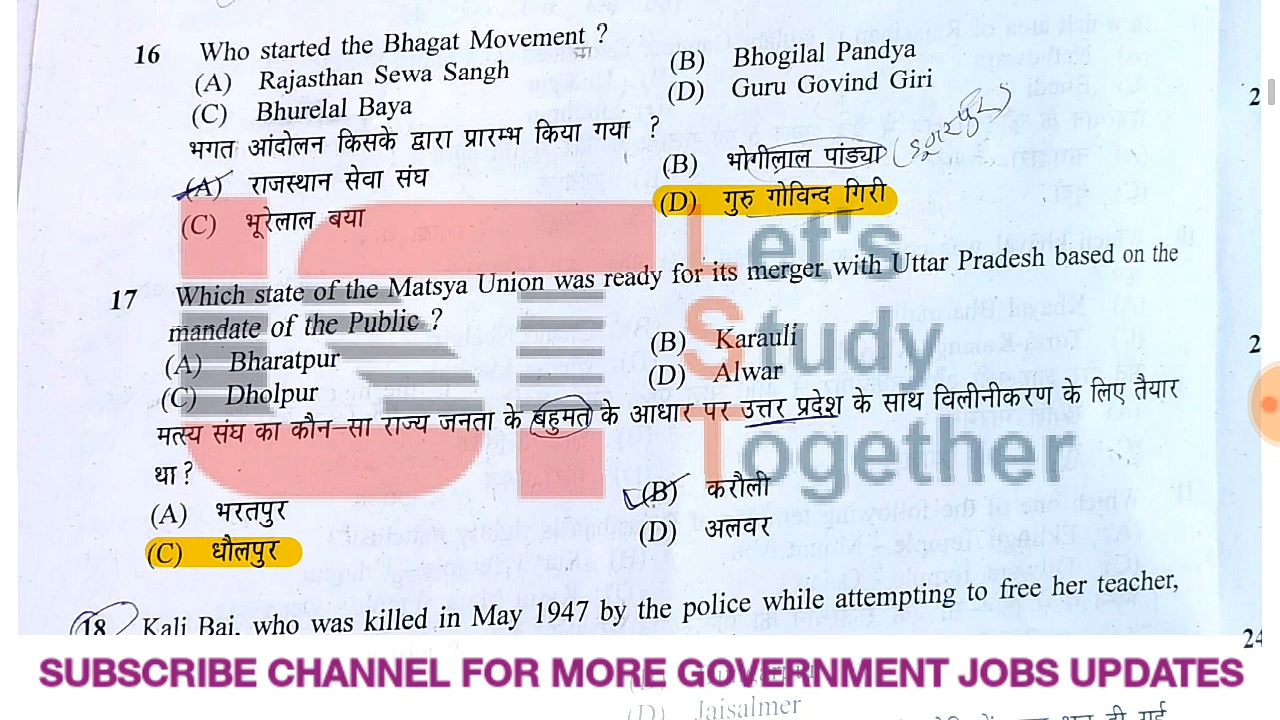 16 Who started the Bhagat Movement ?
(A) Rajasthan Sewa Sangh (B) Bhogilal Pandya
(C) Bhurelal Baya (D) Guru Govind Giri
भगत आंदोलन किसके द्वारा प्रारम्भ किया गया ?
(A) राजस्थान सेवा संघ (B) भोगीलाल पांड्या
(C) भूरेलाल बया (D) गुरु गोविन्द गिरी
Let's
Study
Together
17 Which state of the Matsya Union was ready for its merger with Uttar Pradesh based on the
mandate of the Public ?
(A) Bharatpur (B) Karauli
(C) Dholpur (D) Alwar
मत्स्य संघ का कौन-सा राज्य जनता के बहुमत के आधार पर उत्तर प्रदेश के साथ विलीनीकरण के लिए तैयार
था ?
(A) भरतपुर (B) करौली
(C) धौलपुर (D) अलवर
18 Kali Bai, who was killed in May 1947 by the police while attempting to free her teacher,
2
2
24
SUBSCRIBE CHANNEL FOR MORE GOVERNMENT JOBS UPDATES
(D) Jaisalmer